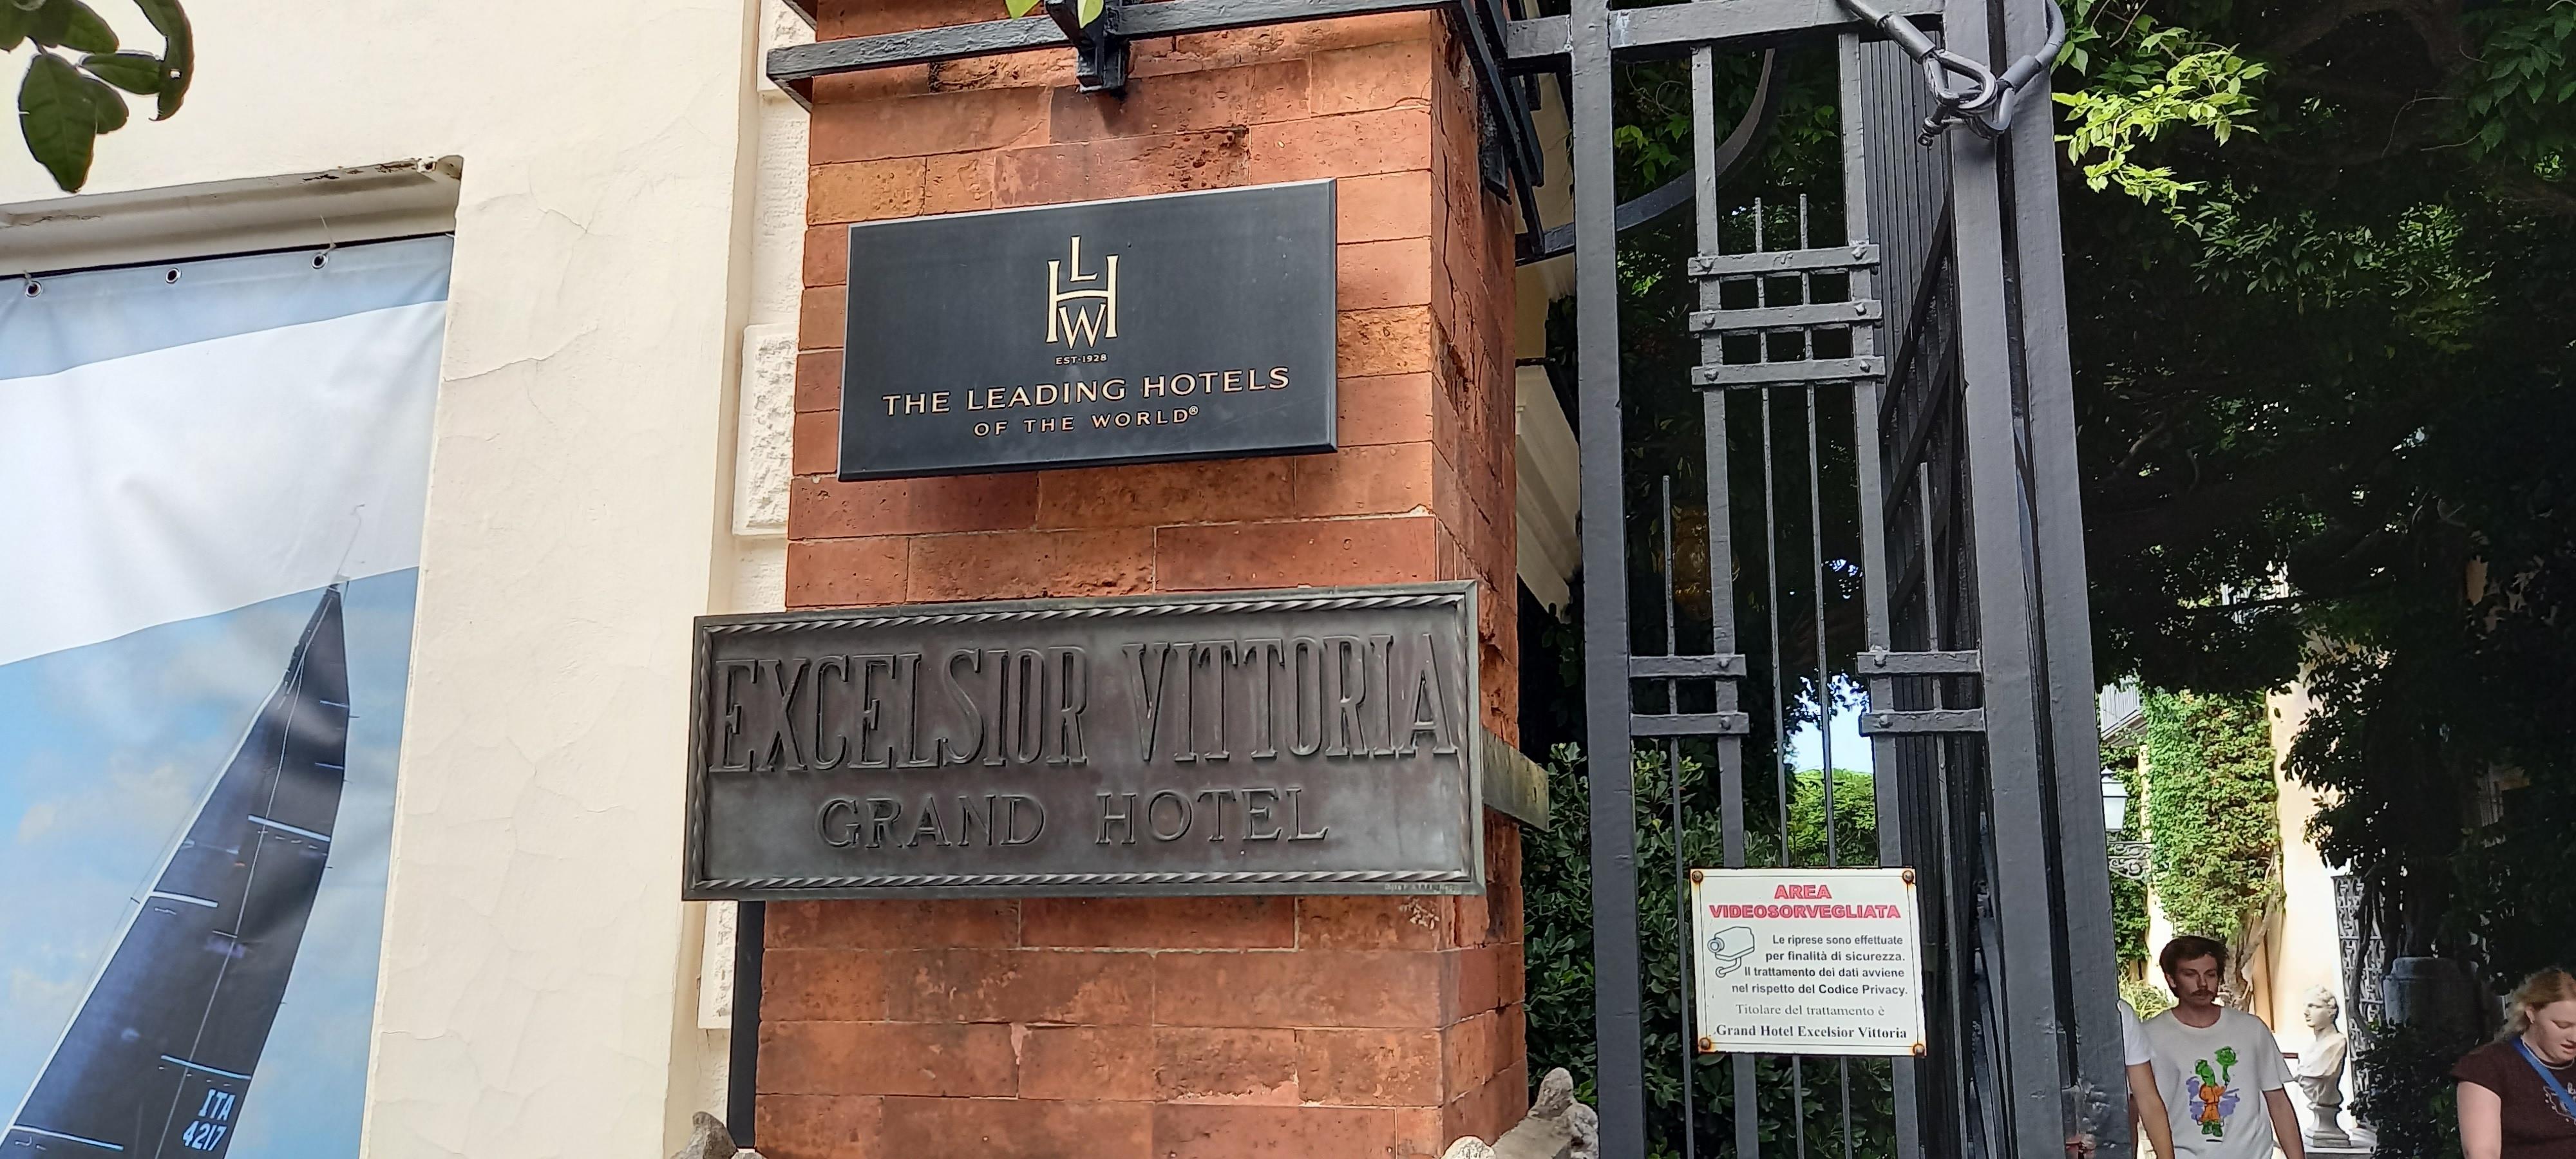 LHW
EST·1928
THE LEADING HOTELS
OF THE WORLD®
EXCELSIOR VITTORIA
GRAND HOTEL
AREA
VIDEOSORVEGLIATA
Le riprese sono effettuate
per finalità di sicurezza.
Il trattamento dei dati avviene
nel rispetto del Codice Privacy.
Titolare del trattamento è
Grand Hotel Excelsior Vittoria
ITA
4217